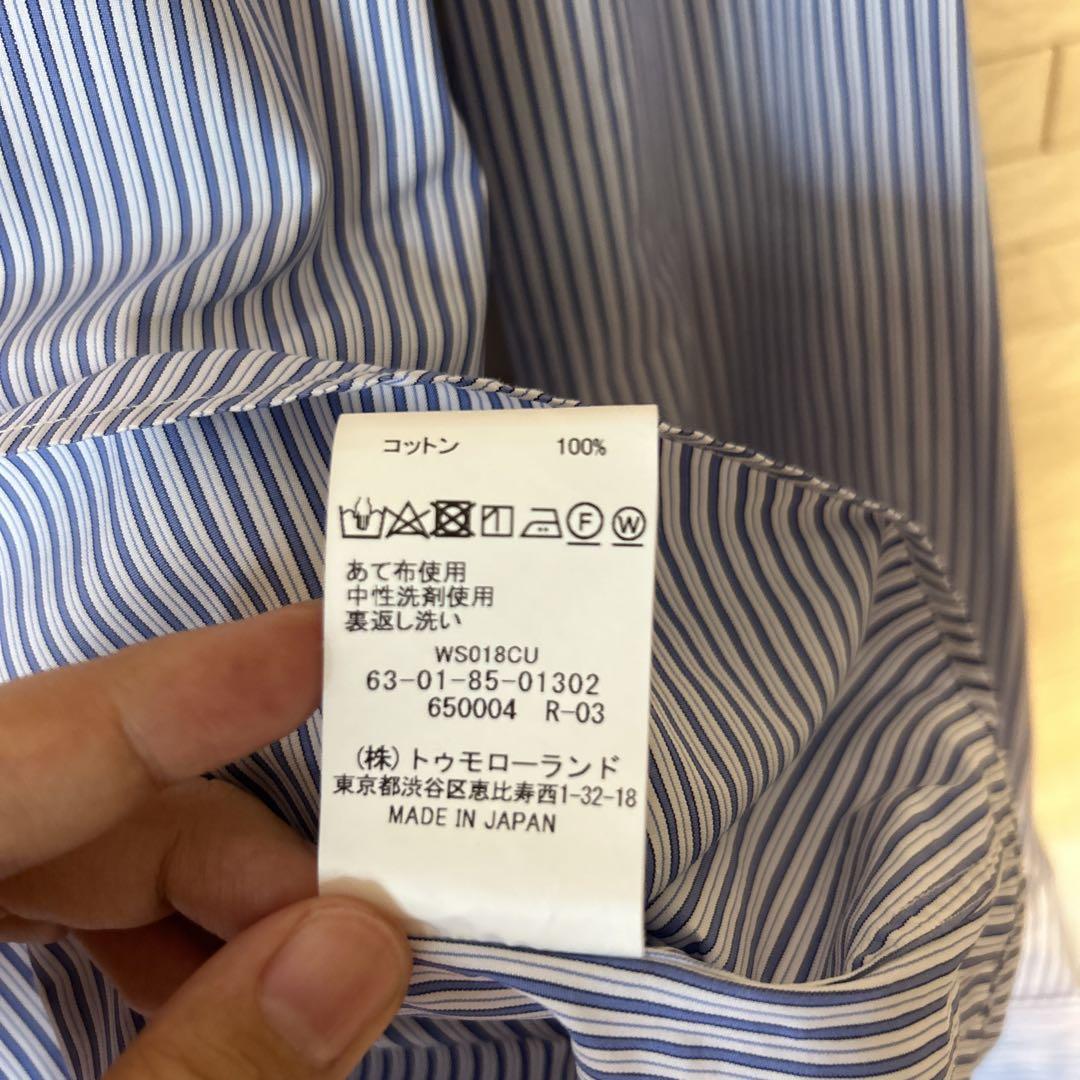 コットン 100%
F W
あて布使用
中性洗剤使用
裏返し洗い
WS018CU
63-01-85-01302
650004 R-03
(株)トゥモローランド
東京都渋谷区恵比寿西1-32-18
MADE IN JAPAN